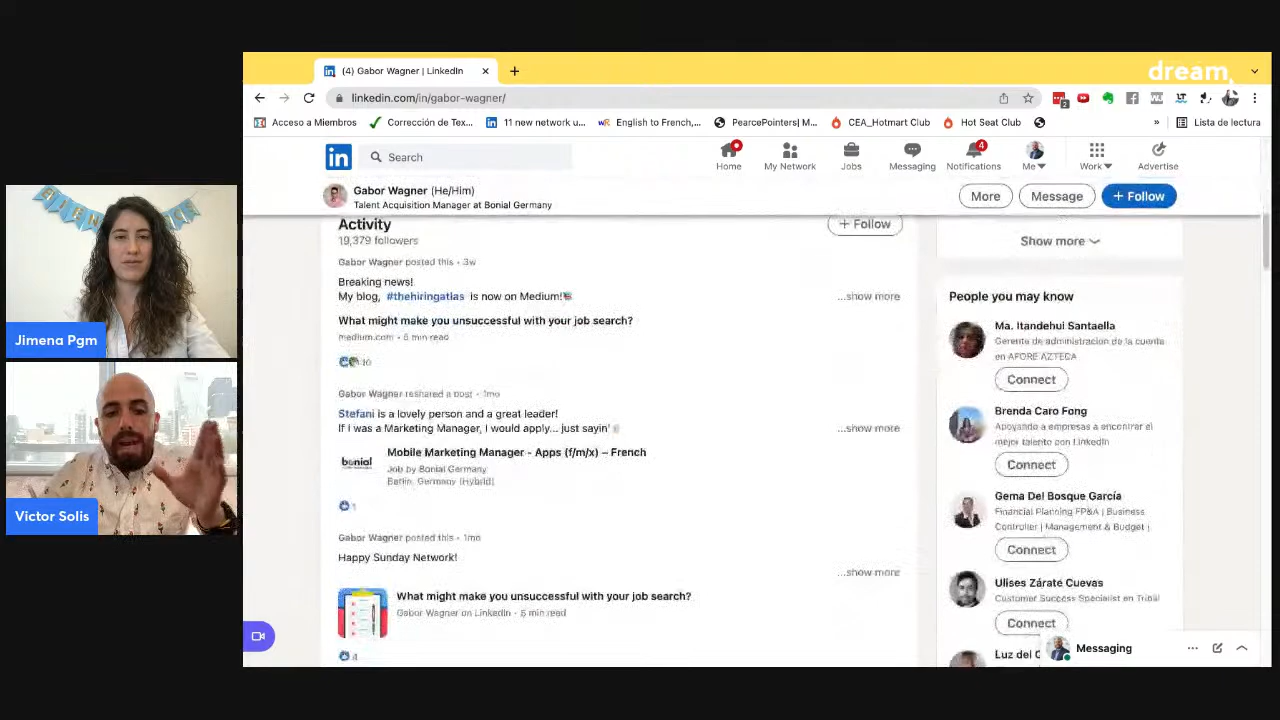 (4) Gabor Wagner | LinkedIn
dream.
linkedin.com/in/gabor-wagner/
Acceso a Miembros
Corrección de Tex...
11 new network u...
English to French,...
PearcePointers| M...
CEA_Hotmart Club
Hot Seat Club
»
Lista de lectura
in
Search
Home
My Network
Jobs
Messaging
4
Notifications
Me
Work
Advertise
Gabor Wagner (He/Him)
Talent Acquisition Manager at Bonial Germany
More
Message
+ Follow
Activity
19,379 followers
+ Follow
Gabor Wagner posted this • 3w
Breaking news!
My blog, #thehiringatlas is now on Medium!
...show more
What might make you unsuccessful with your job search?
medium.com • 6 min read
Gabor Wagner reshared a post • 1mo
Stefani is a lovely person and a great leader!
If I was a Marketing Manager, I would apply... just sayin'
...show more
bonial
Mobile Marketing Manager - Apps (f/m/x) – French
Job by Bonial Germany
Berlin, Germany (Hybrid)
1
Gabor Wagner posted this • 1mo
Happy Sunday Network!
...show more
What might make you unsuccessful with your job search?
Gabor Wagner on LinkedIn • 5 min read
4
Show more
People you may know
Ma. Itandehui Santaella
Gerente de administracion de la cuenta
en AFORE AZTECA
Connect
Brenda Caro Fong
Apoyando a empresas a encontrar el
mejor talento con LinkedIn
Connect
Gema Del Bosque García
Financial Planning FP&A | Business
Controller | Management & Budget |
Connect
Ulises Zárate Cuevas
Customer Success Specialist en Tribal
Connect
Luz del
Messaging
Jimena Pgm
Victor Solis